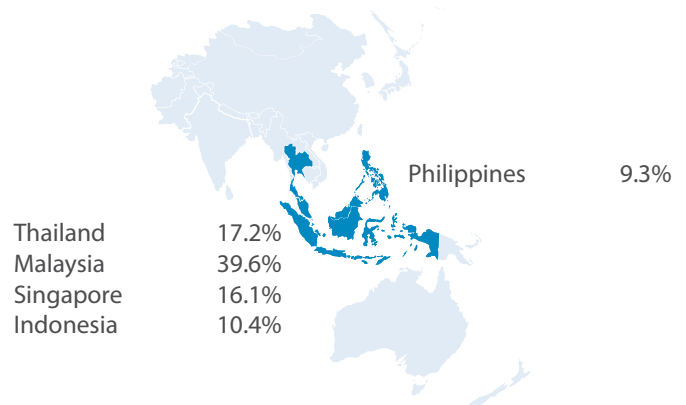 Philippines 9.3%
Thailand 17.2%
Malaysia 39.6%
Singapore 16.1%
Indonesia 10.4%